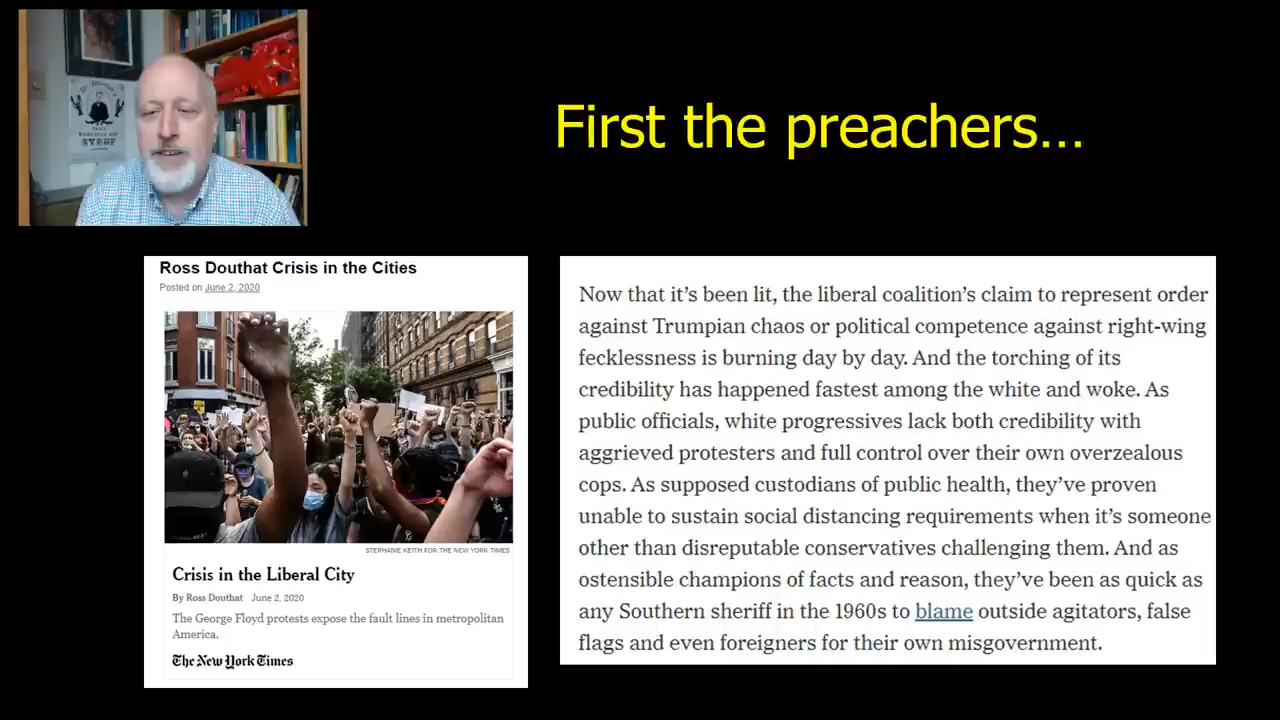 First the preachers...
SYRUP
Ross Douthat Crisis in the Cities
Posted on June 2, 2020
STEPHANIE KEITH FOR THE NEW YORK TIMES
Crisis in the Liberal City
By Ross Douthat June 2, 2020
The George Floyd protests expose the fault lines in metropolitan
America.
The New York Times
Now that it’s been lit, the liberal coalition’s claim to represent order
against Trumpian chaos or political competence against right-wing
fecklessness is burning day by day. And the torching of its
credibility has happened fastest among the white and woke. As
public officials, white progressives lack both credibility with
aggrieved protesters and full control over their own overzealous
cops. As supposed custodians of public health, they’ve proven
unable to sustain social distancing requirements when it’s someone
other than disreputable conservatives challenging them. And as
ostensible champions of facts and reason, they’ve been as quick as
any Southern sheriff in the 1960s to blame outside agitators, false
flags and even foreigners for their own misgovernment.